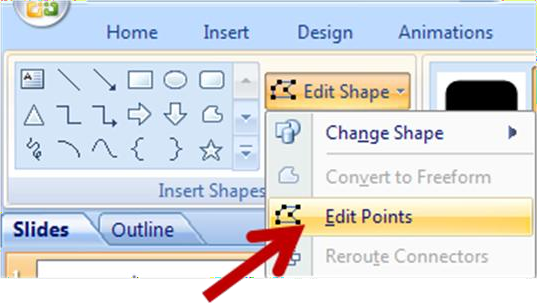 Home Insert Design Animations
A
Edit Shape
Change Shape
Convert to Freeform
Insert Shapes
Edit Points
Slides Outline
Reroute Connectors
1